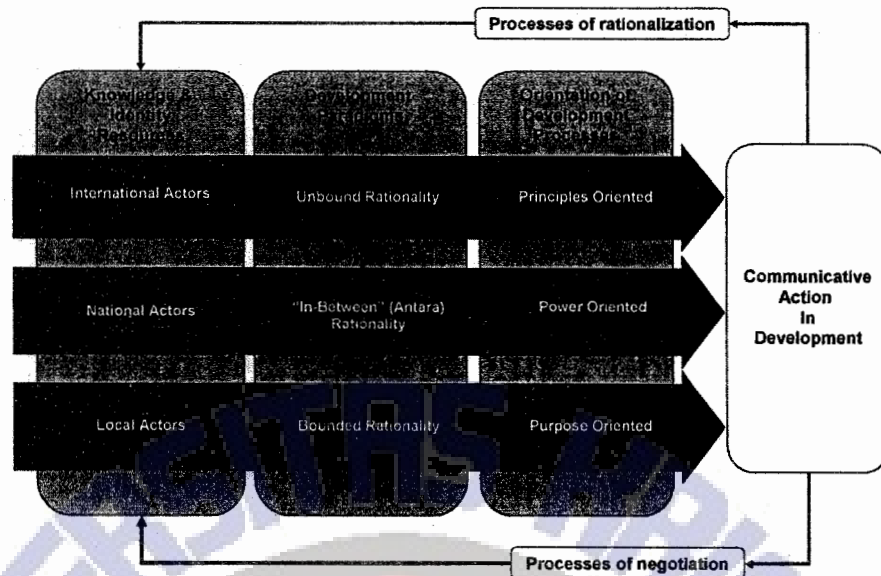 Processes of rationalization
Knowledge &
Identity
Resources
Development
Paradigms
Orientation of
Development
Processes
International Actors
Unbound Rationality
Principles Oriented
National Actors
"In-Between" (Antara)
Rationality
Power Oriented
Local Actors
Bounded Rationality
Purpose Oriented
Communicative
Action
In
Development
Processes of negotiation